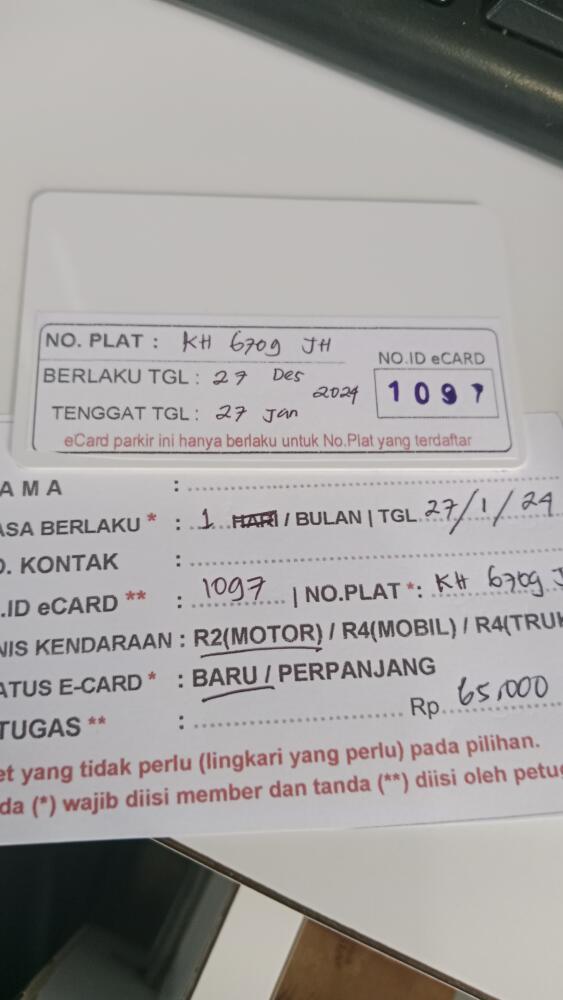 NO. PLAT : KH 6709 JH
BERLAKU TGL : 27 Des 2024
TENGGAT TGL : 27 Jan
NO.ID eCARD
1097
eCard parkir ini hanya berlaku untuk No.Plat yang terdaftar
AMA :
ASA BERLAKU * : 1 HARI / BULAN | TGL 27/1/24
O. KONTAK :
.ID eCARD ** : 1097 | NO.PLAT *: KH 6709 J
NIS KENDARAAN : R2(MOTOR) / R4(MOBIL) / R4(TRUK
ATUS E-CARD * : BARU / PERPANJANG
TUGAS ** : Rp. 65.000
et yang tidak perlu (lingkari yang perlu) pada pilihan.
da (*) wajib diisi member dan tanda (**) diisi oleh petug